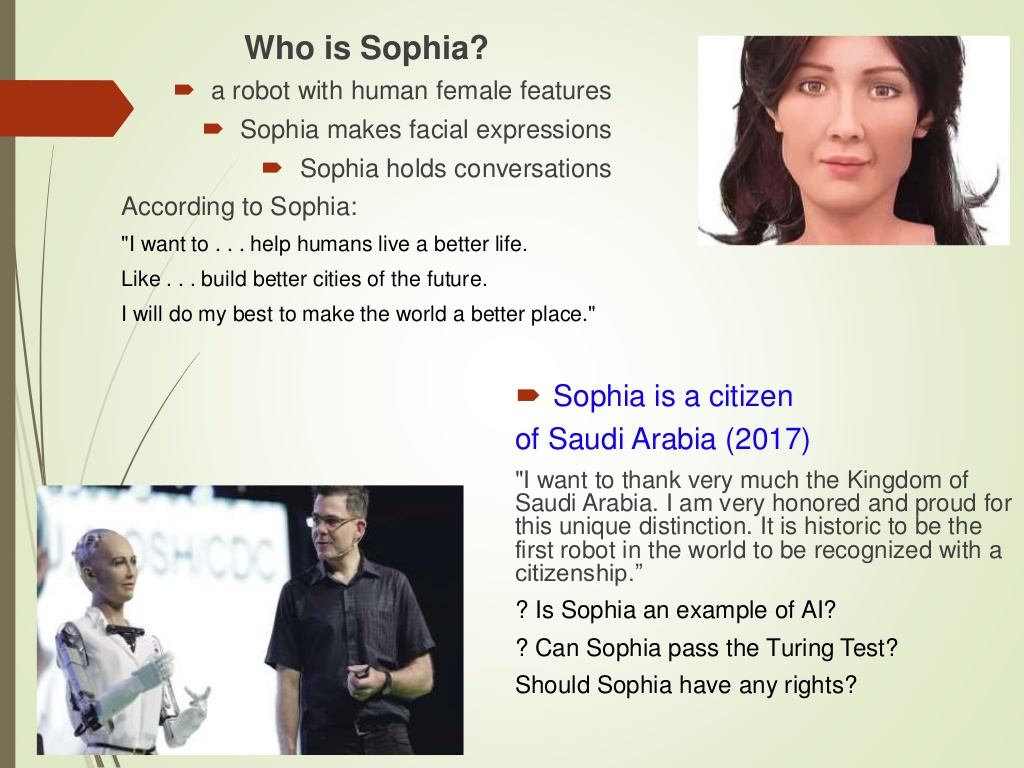 Who is Sophia?
a robot with human female features
Sophia makes facial expressions
Sophia holds conversations
According to Sophia:
"I want to . . . help humans live a better life.
Like . . . build better cities of the future.
I will do my best to make the world a better place."
Sophia is a citizen
of Saudi Arabia (2017)
"I want to thank very much the Kingdom of
Saudi Arabia. I am very honored and proud for
this unique distinction. It is historic to be the
first robot in the world to be recognized with a
citizenship.”
? Is Sophia an example of AI?
? Can Sophia pass the Turing Test?
Should Sophia have any rights?